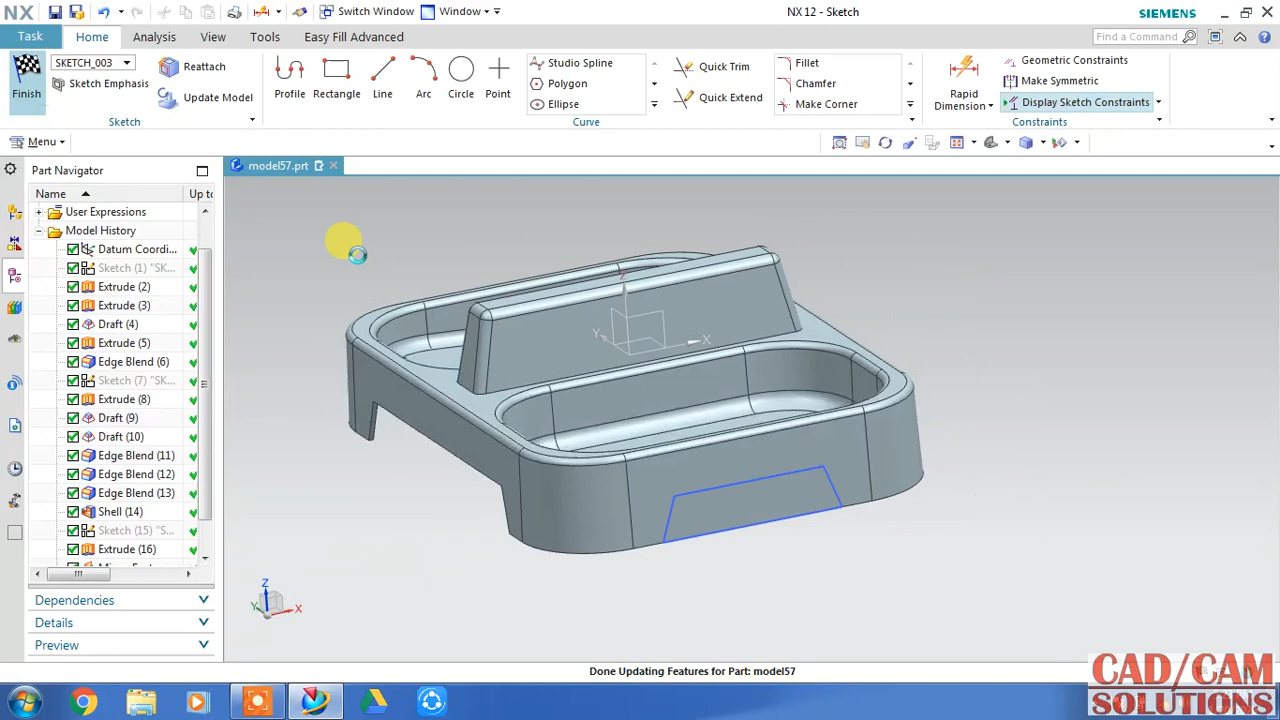 NX
Switch Window
Window
NX 12 - Sketch
SIEMENS
Task
Home
Analysis
View
Tools
Easy Fill Advanced
Find a Command
Finish
SKETCH_003
Sketch Emphasis
Reattach
Update Model
Sketch
Profile
Rectangle
Line
Arc
Circle
Point
Studio Spline
Polygon
Ellipse
Curve
Quick Trim
Quick Extend
Fillet
Chamfer
Make Corner
Rapid
Dimension
Geometric Constraints
Make Symmetric
Display Sketch Constraints
Constraints
Menu
Part Navigator
model57.prt
Name
Up to
User Expressions
Model History
Datum Coordi...
Sketch (1) "SK...
Extrude (2)
Extrude (3)
Draft (4)
Extrude (5)
Edge Blend (6)
Sketch (7) "SK...
Extrude (8)
Draft (9)
Draft (10)
Edge Blend (11)
Edge Blend (12)
Edge Blend (13)
Shell (14)
Sketch (15) "S...
Extrude (16)
Dependencies
Details
Preview
Z
Y
X
Z
Y
X
Done Updating Features for Part: model57
CAD/CAM
SOLUTIONS